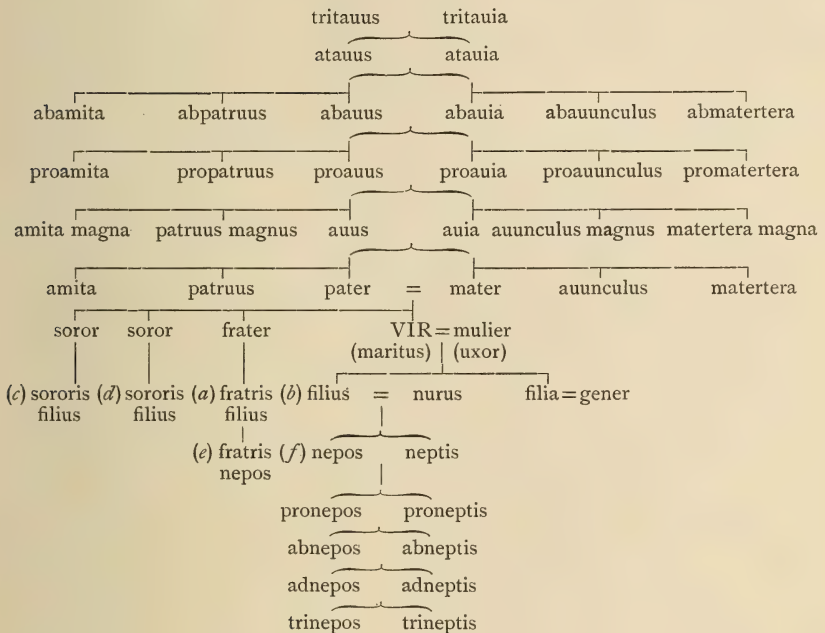 tritauus tritauia
atauus atauia
abamita abpatruus abauus abauia abauunculus abmatertera
proamita propatruus proauus proauia proauunculus promatertera
amita magna patruus magnus auus auia auunculus magnus matertera magna
amita patruus pater = mater auunculus matertera
soror soror frater VIR = mulier
(maritus) (uxor)
(c) sororis (d) sororis (a) fratris (b) filius = nurus filia = gener
filius filius filius
(e) fratris (f) nepos neptis
nepos
pronepos proneptis
abnepos abneptis
adnepos adneptis
trinepos trineptis